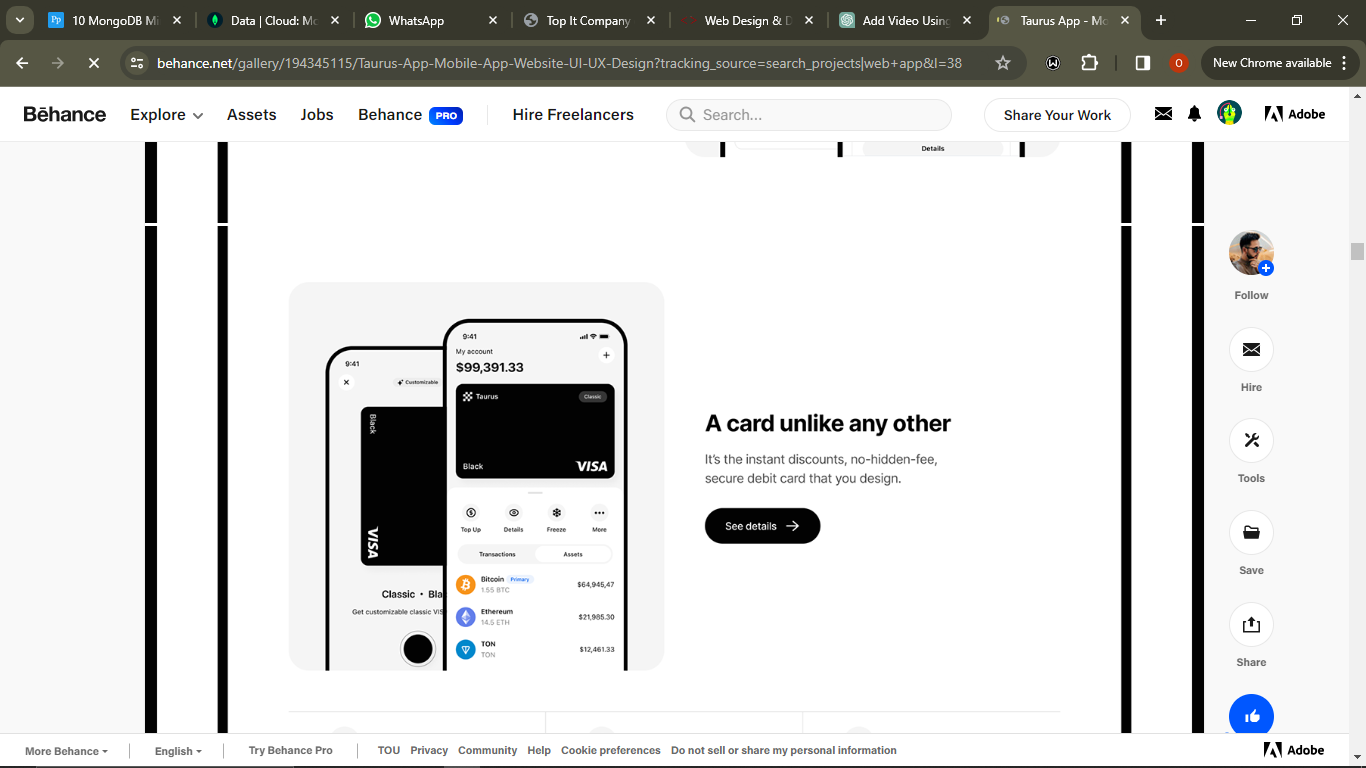 10 MongoDB Mi
Data | Cloud: Mo
WhatsApp
Top It Company
Web Design & D
Add Video Using
Taurus App - Mo
behance.net/gallery/194345115/Taurus-App-Mobile-App-Website-UI-UX-Design?tracking_source=search_projects|web+app&l=38
New Chrome available
Bēhance
Explore
Assets
Jobs
Behance PRO
Hire Freelancers
Search...
Share Your Work
Adobe
Details
9:41
Customizable
Black
VISA
Classic • Bla
Get customizable classic VIS
9:41
My account
$99,391.33
Taurus
Classic
Black
VISA
Top Up
Details
Freeze
More
Transactions
Assets
Bitcoin Primary
1.55 BTC
$64,945,47
Ethereum
14.5 ETH
$21,985.30
TON
TON
$12,461.33
A card unlike any other
It's the instant discounts, no-hidden-fee,
secure debit card that you design.
See details
Follow
Hire
Tools
Save
Share
More Behance
English
Try Behance Pro
TOU
Privacy
Community
Help
Cookie preferences
Do not sell or share my personal information
Adobe